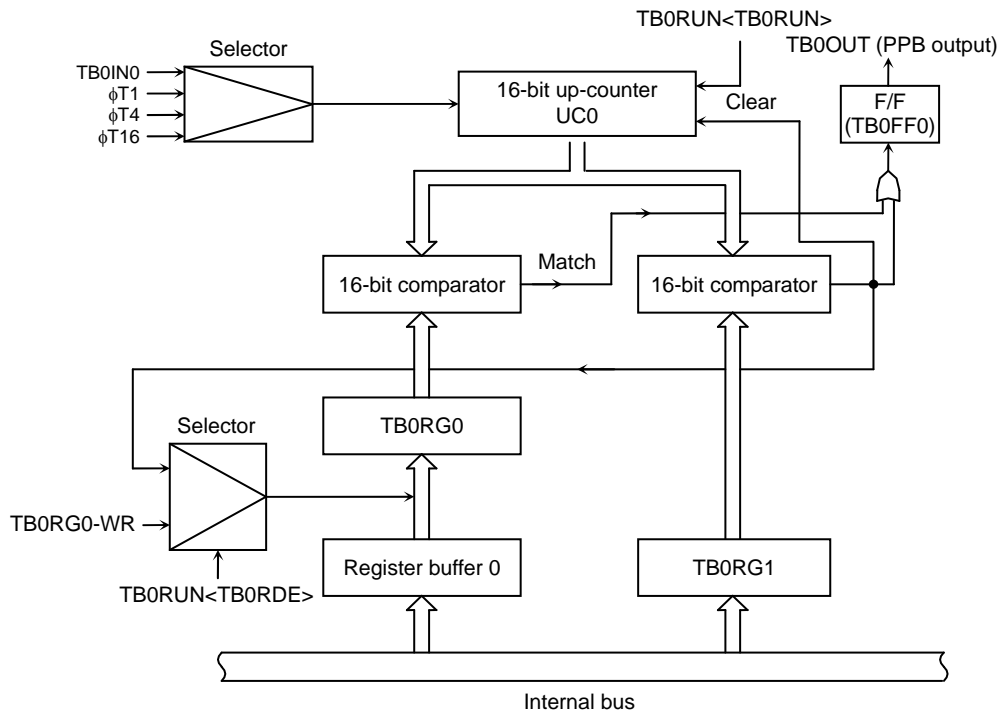 TB0RUN<TB0RUN>
TB0OUT (PPB output)
Selector
TB0IN0
ϕT1
ϕT4
ϕT16
16-bit up-counter
UC0
Clear
F/F
(TB0FF0)
16-bit comparator
Match
16-bit comparator
TB0RG0
Selector
TB0RG0-WR
TB0RUN<TB0RDE>
Register buffer 0
TB0RG1
Internal bus